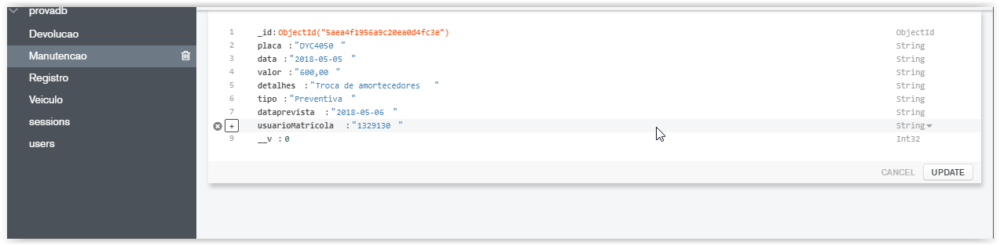 provadb
Devolucao
Manutencao
Registro
Veiculo
sessions
users
1 _id:ObjectId("5aea4f1956a9c20ea0d4fc3e") ObjectId
2 placa :"DYC4050 " String
3 data :"2018-05-05 " String
4 valor :"600,00 " String
5 detalhes :"Troca de amortecedores " String
6 tipo :"Preventiva " String
7 dataprevista :"2018-05-06 " String
+ usuarioMatricola :"1329130 " String
9 __v :0 Int32
CANCEL UPDATE